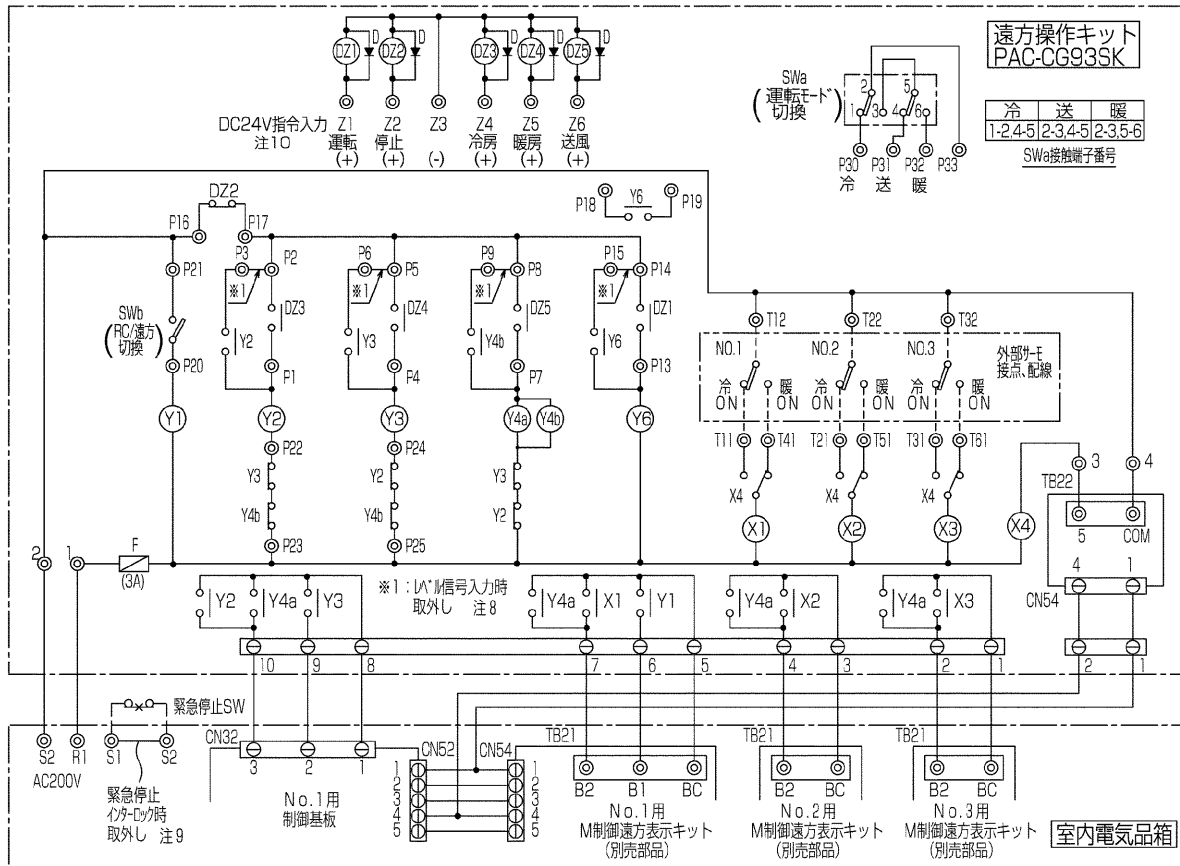 遠方操作キット
PAC-CG93SK
DZ1 D DZ2 D DZ3 D DZ4 D DZ5 D
DC24V指令入力
注10
Z1 Z2 Z3 Z4 Z5 Z6
運転 停止 冷房 暖房 送風
(+) (+) (-) (+) (+) (+)
SWa
(運転モード切換)
2 5
1 3 4 6
P30 P31 P32 P33
冷 送 暖
冷 送 暖
1-2,4-5 2-3,4-5 2-3,5-6
SWa接触端子番号
DZ2
P16 P17
P18 Y6 P19
P21
SWb
(RC/遠方切換)
P20
Y1
P3 P2
※1
DZ3
Y2
P1
Y2
P22
Y3
Y4b
P23
P6 P5
※1
DZ4
Y3
P4
Y3
P24
Y2
Y4b
P25
P9 P8
※1
DZ5
Y4b
P7
Y4a Y4b
Y3
Y2
P15 P14
※1
DZ1
Y6
P13
Y6
T12 T22 T32
NO.1 NO.2 NO.3
外部サーモ
接点、配線
冷 暖 冷 暖 冷 暖
ON ON ON ON ON ON
T11 T41 T21 T51 T31 T61
X4 X4 X4
X1 X2 X3 X4
3 4
TB22
5 COM
4 1
CN54
2 1
2 1
F
(3A)
Y2 Y4a Y3
※1：レベル信号入力時
取外し 注8
Y4a X1 Y1
Y4a X2
Y4a X3
10 9 8 7 6 5 4 3 2 1
緊急停止SW
S2 R1 S1 S2
AC200V
緊急停止
インターロック時
取外し 注9
CN32
3 2 1
No.1用
制御基板
CN52
1
2
3
4
5
CN54
1
2
3
4
5
TB21
B2 B1 BC
No.1用
M制御遠方表示キット
(別売部品)
TB21
B2 BC
No.2用
M制御遠方表示キット
(別売部品)
TB21
B2 BC
No.3用
M制御遠方表示キット
(別売部品)
室内電気品箱